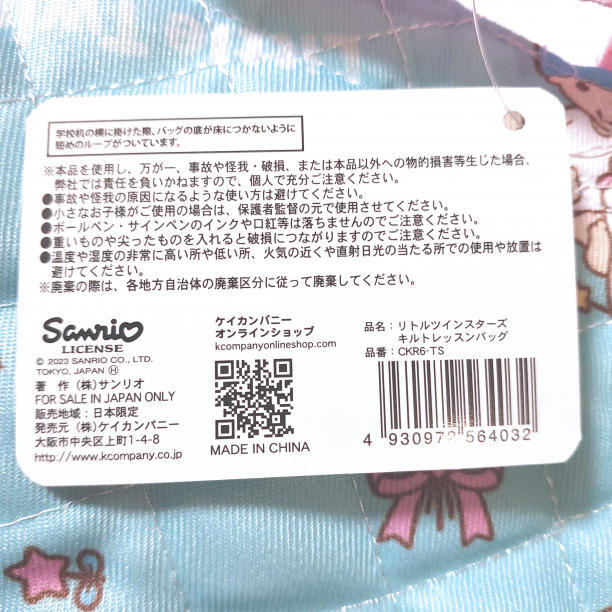 学校机の横に掛けた際、バッグの底が床につかないように
短めのループがついています。
※本品を使用し、万が一、事故や怪我・破損、または本品以外への物的損害等生じた場合、
弊社では責任を負いかねますので、個人で充分ご注意ください。
●事故や怪我の原因になるような使い方は避けてください。
●小さなお子様がご使用の場合は、保護者監督の元で使用させてください。
●ボールペン・サインペンのインクや口紅等は落ちませんのでご注意ください。
●重いものや尖ったものを入れると破損につながりますのでご注意ください。
●温度や湿度の非常に高い所や低い所、火気の近くや直射日光の当たる所での使用や放置は
避けてください。
※廃棄の際は、各地方自治体の廃棄区分に従って廃棄してください。
Sanrio
LICENSE
© 2023 SANRIO CO., LTD.
TOKYO, JAPAN Ⓗ
著 作 (株)サンリオ
FOR SALE IN JAPAN ONLY
販売地域:日本限定
発売元 (株)ケイカンパニー
大阪市中央区上町1-4-8
http://www.kcompany.co.jp
ケイカンパニー
オンラインショップ
kcompanyonlineshop.com
MADE IN CHINA
品名:リトルツインスターズ
キルトレッスンバッグ
品番:CKR6-TS
4 930972 564032